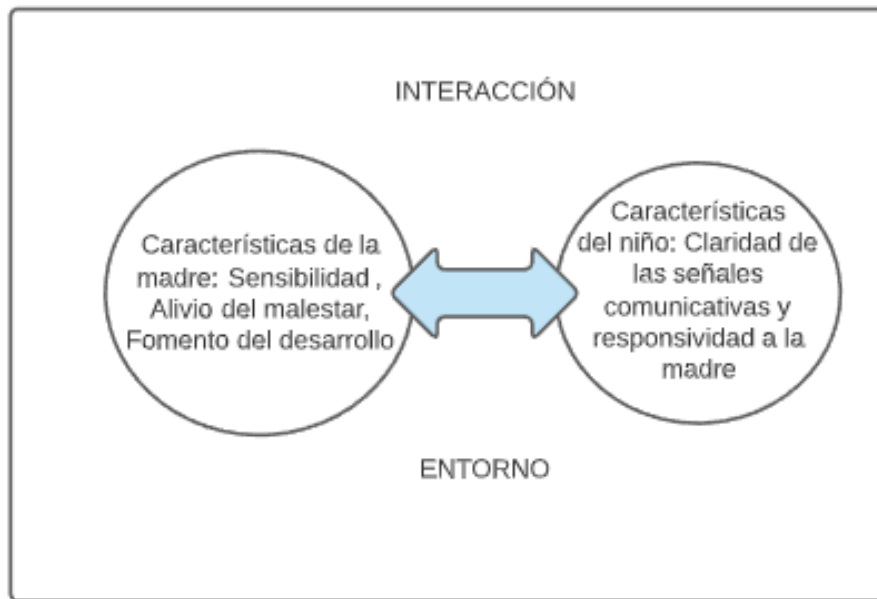 INTERACCIÓN
Características de la
madre: Sensibilidad ,
Alivio del malestar,
Fomento del desarrollo
Características
del niño: Claridad de
las señales
comunicativas y
responsividad a la
madre
ENTORNO